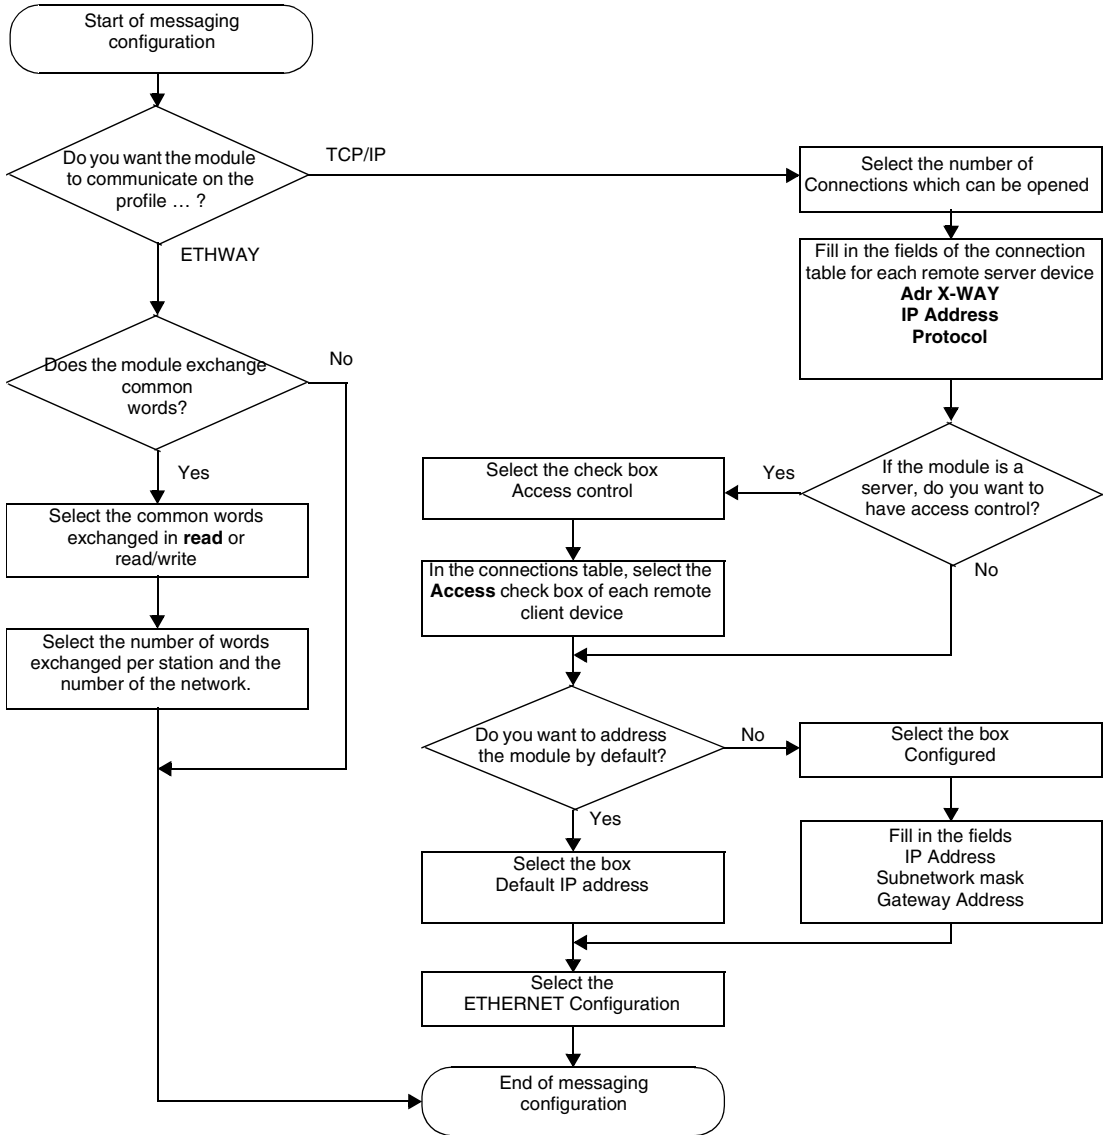 Start of messaging
configuration
Do you want the module
to communicate on the
profile … ?
TCP/IP
ETHWAY
Select the number of
Connections which can be opened
Fill in the fields of the connection
table for each remote server device
Adr X-WAY
IP Address
Protocol
Does the module exchange
common
words?
No
Yes
Select the common words
exchanged in read or
read/write
Select the number of words
exchanged per station and the
number of the network.
If the module is a
server, do you want to
have access control?
Yes
No
Select the check box
Access control
In the connections table, select the
Access check box of each remote
client device
Do you want to address
the module by default?
No
Yes
Select the box
Configured
Fill in the fields
IP Address
Subnetwork mask
Gateway Address
Select the box
Default IP address
Select the
ETHERNET Configuration
End of messaging
configuration